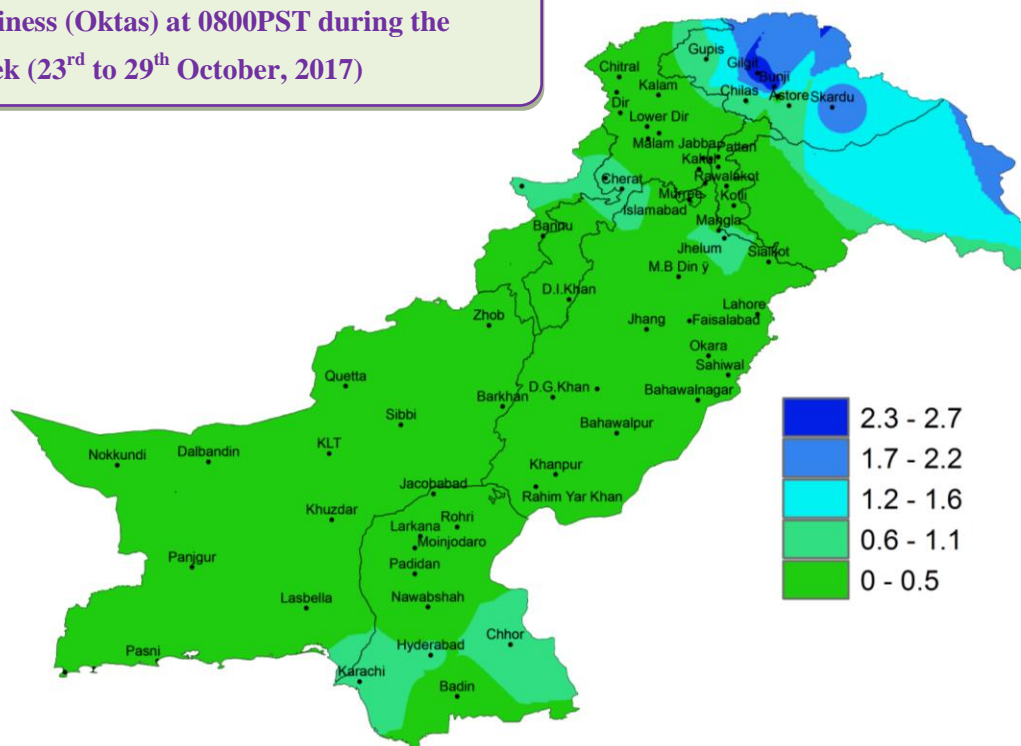 iness (Oktas) at 0800PST during the
ek (23rd to 29th October, 2017)
Gupis
Gilgit
Chitral
Bunji
Kalam
Chilas
Astore
Skardu
Dir
Lower Dir
Malam Jabba
Pattan
Kakul
Cherat
Rawalakot
Murree
Kotli
Islamabad
Mangla
Bannu
Jhelum
Sialkot
M.B Din ÿ
D.I.Khan
Lahore
Zhob
Jhang
Faisalabad
Okara
Sahiwal
Quetta
D.G.Khan
Bahawalnagar
Barkhan
Sibbi
Bahawalpur
Nokkundi
Dalbandin
KLT
Khanpur
Jacobabad
Rahim Yar Khan
Khuzdar
Rohri
Larkana
Moinjodaro
Panjgur
Padidan
Lasbella
Nawabshah
Chhor
Pasni
Hyderabad
Karachi
Badin
2.3 - 2.7
1.7 - 2.2
1.2 - 1.6
0.6 - 1.1
0 - 0.5